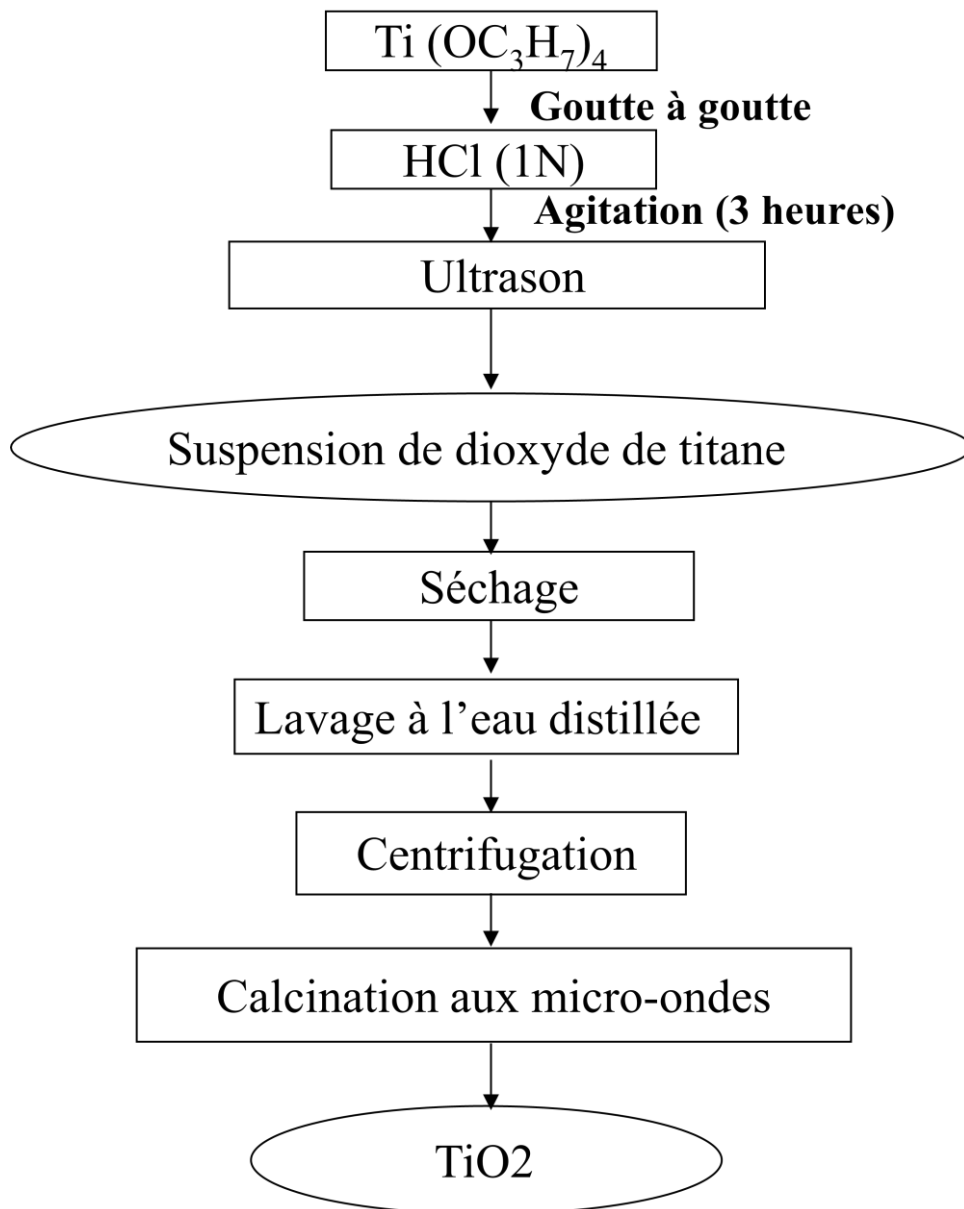 Ti (OC₃H₇)₄
Goutte à goutte
HCl (1N)
Agitation (3 heures)
Ultrason
Suspension de dioxyde de titane
Séchage
Lavage à l’eau distillée
Centrifugation
Calcination aux micro-ondes
TiO2